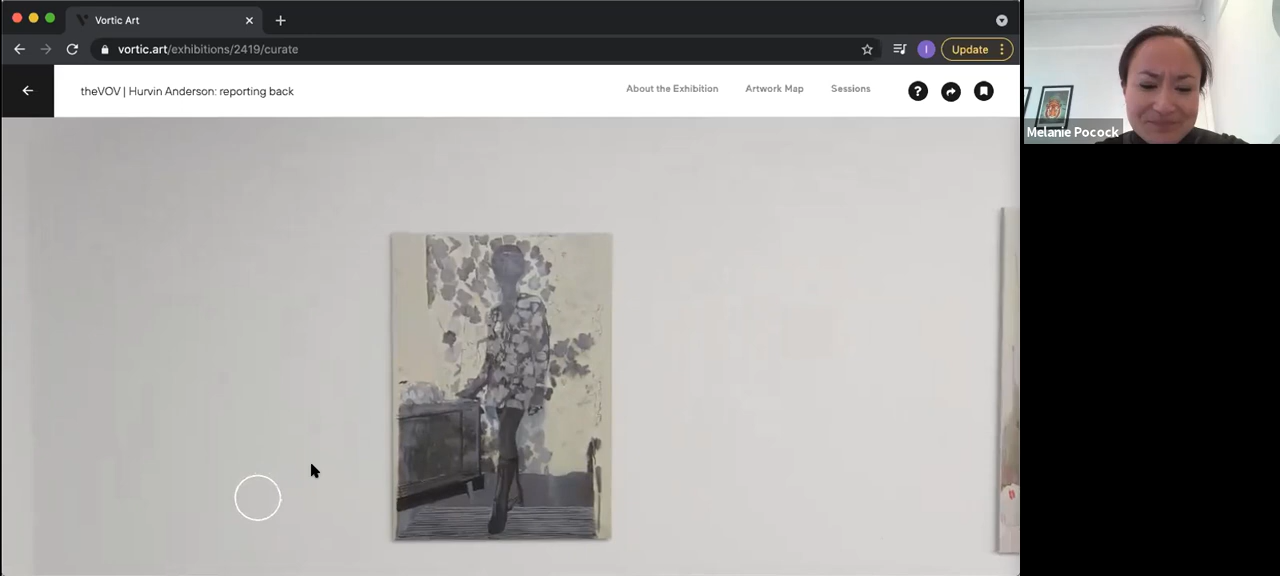 Vortic Art
vortic.art/exhibitions/2419/curate
Update
theVOV | Hurvin Anderson: reporting back
About the Exhibition
Artwork Map
Sessions
?
I
Melanie Pocock